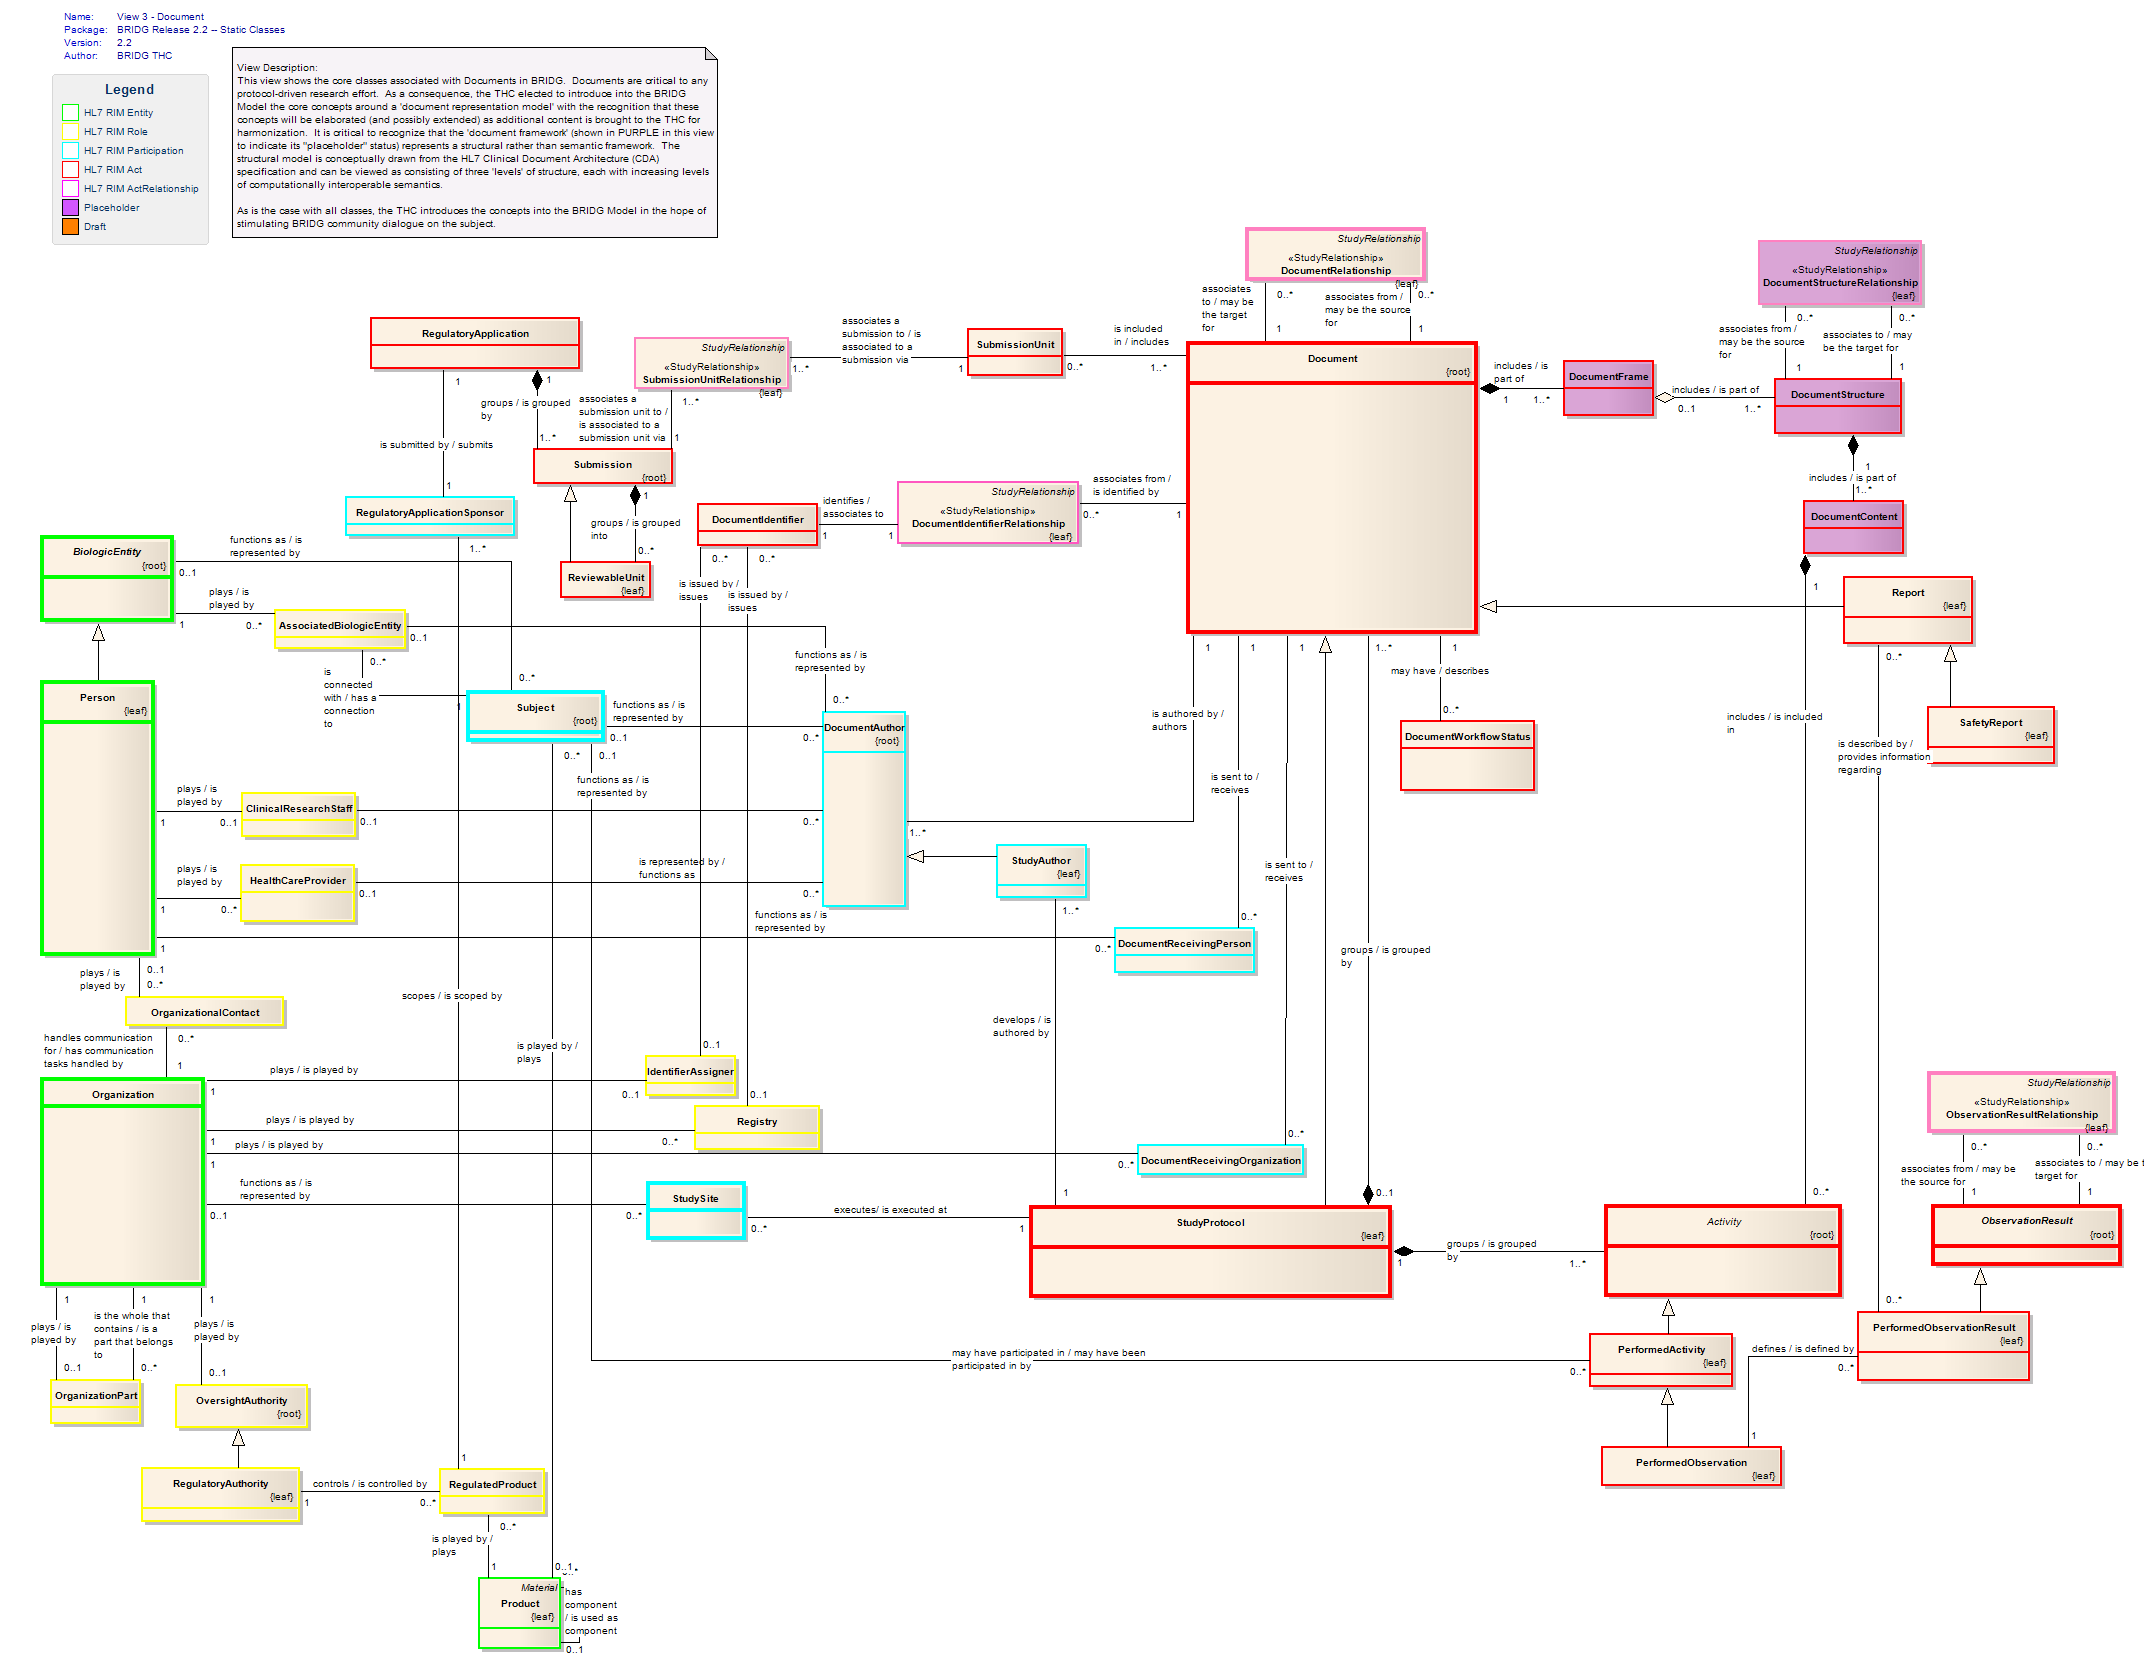 Name: View 3 - Document
Package: BRIDG Release 2.2 -- Static Classes
Version: 2.2
Author: BRIDG THC
Legend
HL7 RIM Entity
HL7 RIM Role
HL7 RIM Participation
HL7 RIM Act
HL7 RIM ActRelationship
Placeholder
Draft
View Description:
This view shows the core classes associated with Documents in BRIDG.  Documents are critical to any
protocol-driven research effort.  As a consequence, the THC elected to introduce into the BRIDG
Model the core concepts around a 'document representation model' with the recognition that these
concepts will be elaborated (and possibly extended) as additional content is brought to the THC for
harmonization.  It is critical to recognize that the 'document framework' (shown in PURPLE in this view
to indicate its "placeholder" status) represents a structural rather than semantic framework.  The
structural model is conceptually drawn from the HL7 Clinical Document Architecture (CDA)
specification and can be viewed as consisting of three 'levels' of structure, each with increasing levels
of computationally interoperable semantics.
As is the case with all classes, the THC introduces the concepts into the BRIDG Model in the hope of
stimulating BRIDG community dialogue on the subject.
StudyRelationship
«StudyRelationship»
DocumentRelationship
{leaf}
associates
to / may be
the target
for
0..*
1
associates from /
may be the source
for
0..*
1
StudyRelationship
«StudyRelationship»
DocumentStructureRelationship
{leaf}
0..*
0..*
associates from /
may be the source
for
associates to / may
be the target for
1
1
RegulatoryApplication
1
1
groups / is grouped
by
1..*
is submitted by / submits
1
StudyRelationship
«StudyRelationship»
SubmissionUnitRelationship
{leaf}
1..*
associates a
submission to / is
associated to a
submission via
1
1..*
associates a
submission unit to /
is associated to a
submission unit via
1
SubmissionUnit
is included
in / includes
0..*
1..*
Document
{root}
includes / is
part of
1
1..*
DocumentFrame
includes / is part of
0..1
1..*
DocumentStructure
1
includes / is part of
1..*
DocumentContent
1
Submission
{root}
1
groups / is grouped
into
0..*
ReviewableUnit
{leaf}
RegulatoryApplicationSponsor
1..*
DocumentIdentifier
identifies /
associates to
1
1
StudyRelationship
«StudyRelationship»
DocumentIdentifierRelationship
{leaf}
associates from /
is identified by
0..*
1
0..*
0..*
is issued by /
issues
is issued by /
issues
BiologicEntity
{root}
functions as / is
represented by
0..1
plays / is
played by
1
0..*
AssociatedBiologicEntity
0..1
0..*
is
connected
with / has a
connection
to
1
0..*
functions as / is
represented by
0..*
Report
{leaf}
0..*
SafetyReport
{leaf}
Person
{leaf}
Subject
{root}
functions as / is
represented by
0..1
0..*
0..*
0..1
functions as / is
represented by
DocumentAuthor
{root}
1
1
1
1..*
1
may have / describes
0..*
DocumentWorkflowStatus
is authored by /
authors
1..*
is sent to /
receives
is sent to /
receives
includes / is included
in
is described by /
provides information
regarding
plays / is
played by
1
0..1
ClinicalResearchStaff
0..1
0..*
plays / is
played by
1
0..*
HealthCareProvider
0..1
is represented by /
functions as
0..*
StudyAuthor
{leaf}
1..*
functions as / is
represented by
1
0..*
0..*
DocumentReceivingPerson
groups / is grouped
by
plays / is
played by
0..1
0..*
OrganizationalContact
handles communication
for / has communication
tasks handled by
0..*
1
scopes / is scoped by
is played by /
plays
develops / is
authored by
Organization
plays / is played by
1
0..1
0..1
IdentifierAssigner
plays / is played by
1
0..*
0..1
Registry
plays / is played by
1
0..*
0..*
DocumentReceivingOrganization
functions as / is
represented by
0..1
0..*
StudySite
0..*
executes/ is executed at
1
1
0..1
StudyProtocol
{leaf}
groups / is grouped
by
1
1..*
0..*
Activity
{root}
StudyRelationship
«StudyRelationship»
ObservationResultRelationship
{leaf}
0..*
0..*
associates from / may be
the source for
associates to / may be t
target for
1
1
ObservationResult
{root}
0..*
PerformedObservationResult
{leaf}
1
1
1
plays / is
played by
is the whole that
contains / is a
part that belongs
to
plays / is
played by
0..1
0..*
0..1
OrganizationPart
OversightAuthority
{root}
may have participated in / may have been
participated in by
0..*
PerformedActivity
{leaf}
defines / is defined by
0..*
1
PerformedObservation
{leaf}
RegulatoryAuthority
{leaf}
controls / is controlled by
1
0..*
1
RegulatedProduct
0..*
is played by /
plays
1
0..1
Material
Product
{leaf}
has
component
/ is used as
component
0..1